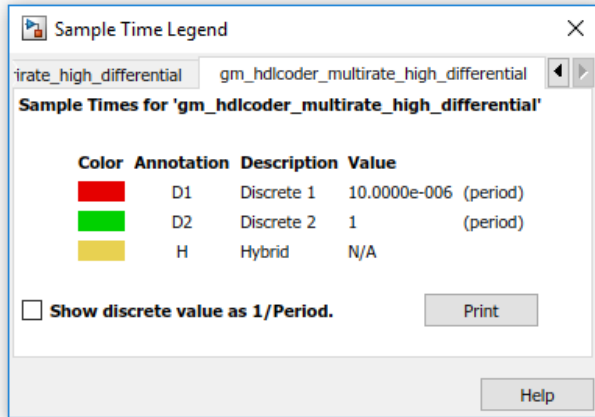 Sample Time Legend
rirate_high_differential gm_hdlcoder_multirate_high_differential
Sample Times for 'gm_hdlcoder_multirate_high_differential'
Color Annotation Description Value
D1 Discrete 1 10.0000e-006 (period)
D2 Discrete 2 1 (period)
H Hybrid N/A
Show discrete value as 1/Period.
Print
Help